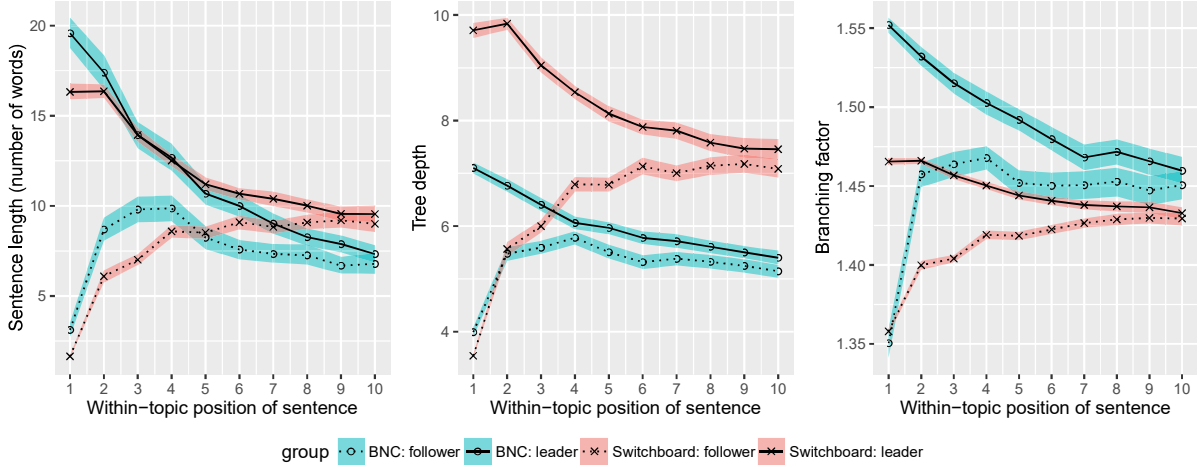 Sentence length (number of words)
20
15
10
5
1 2 3 4 5 6 7 8 9 10
Within−topic position of sentence
Tree depth
10
8
6
4
1 2 3 4 5 6 7 8 9 10
Within−topic position of sentence
Branching factor
1.55
1.50
1.45
1.40
1.35
1 2 3 4 5 6 7 8 9 10
Within−topic position of sentence
group BNC: follower BNC: leader Switchboard: follower Switchboard: leader